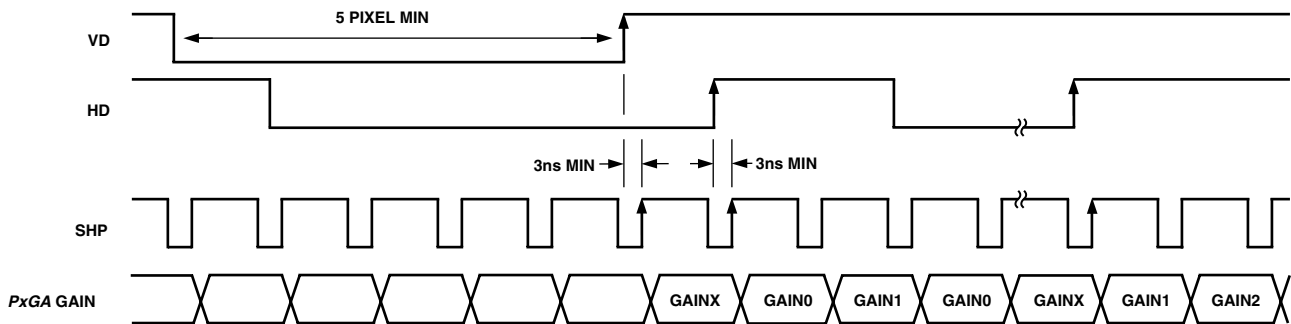 5 PIXEL MIN
VD
HD
3ns MIN
3ns MIN
SHP
PxGA GAIN
GAINX
GAIN0
GAIN1
GAIN0
GAINX
GAIN1
GAIN2